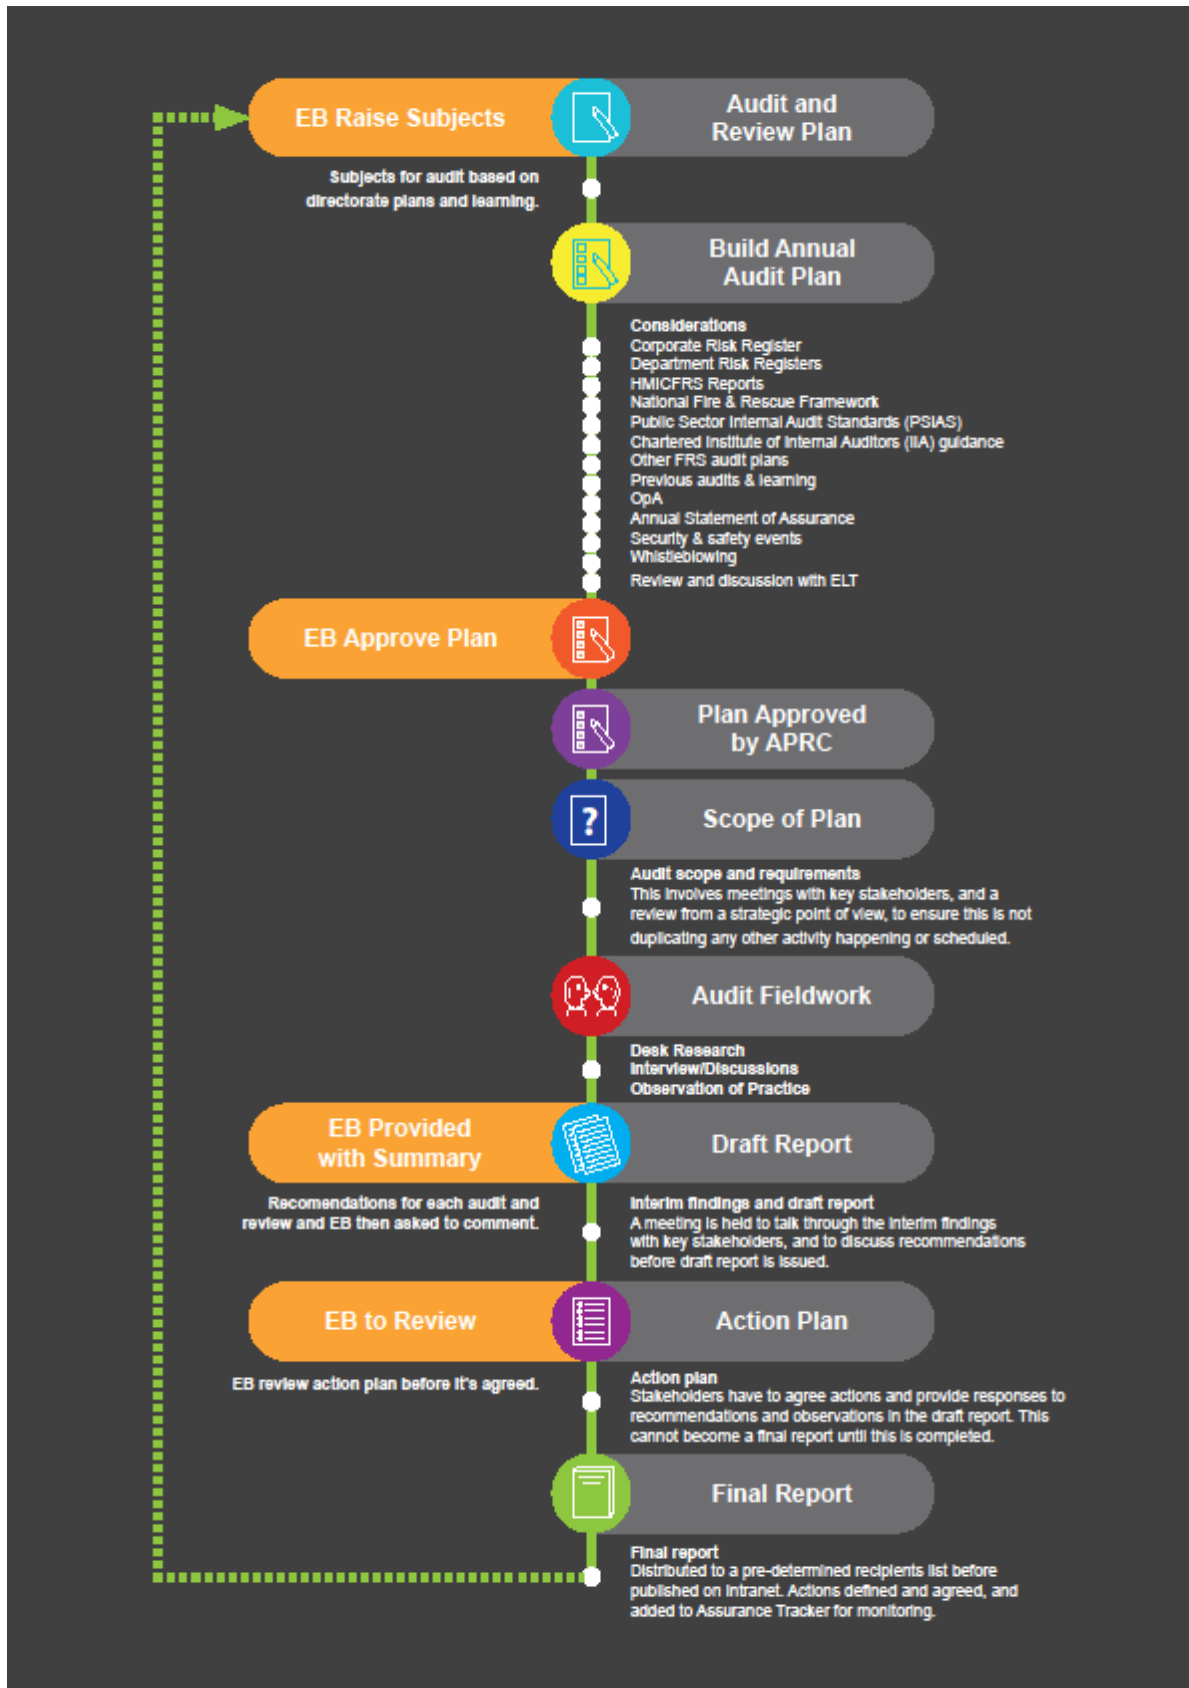 EB Raise Subjects
Audit and
Review Plan
Subjects for audit based on
directorate plans and learning.
Build Annual
Audit Plan
Considerations
Corporate Risk Register
Department Risk Registers
HMICFRS Reports
National Fire & Rescue Framework
Public Sector Internal Audit Standards (PSIAS)
Chartered Institute of Internal Auditors (IIA) guidance
Other FRS audit plans
Previous audits & learning
OpA
Annual Statement of Assurance
Security & safety events
Whistleblowing
Review and discussion with ELT
EB Approve Plan
Plan Approved
by APRC
?
Scope of Plan
Audit scope and requirements
This involves meetings with key stakeholders, and a
review from a strategic point of view, to ensure this is not
duplicating any other activity happening or scheduled.
Audit Fieldwork
Desk Research
Interview/Discussions
Observation of Practice
EB Provided
with Summary
Draft Report
Recomendations for each audit and
review and EB then asked to comment.
Interim findings and draft report
A meeting is held to talk through the interim findings
with key stakeholders, and to discuss recommendations
before draft report is issued.
EB to Review
Action Plan
EB review action plan before it's agreed.
Action plan
Stakeholders have to agree actions and provide responses to
recommendations and observations in the draft report. This
cannot become a final report until this is completed.
Final Report
Final report
Distributed to a pre-determined recipients list before
published on Intranet. Actions defined and agreed, and
added to Assurance Tracker for monitoring.